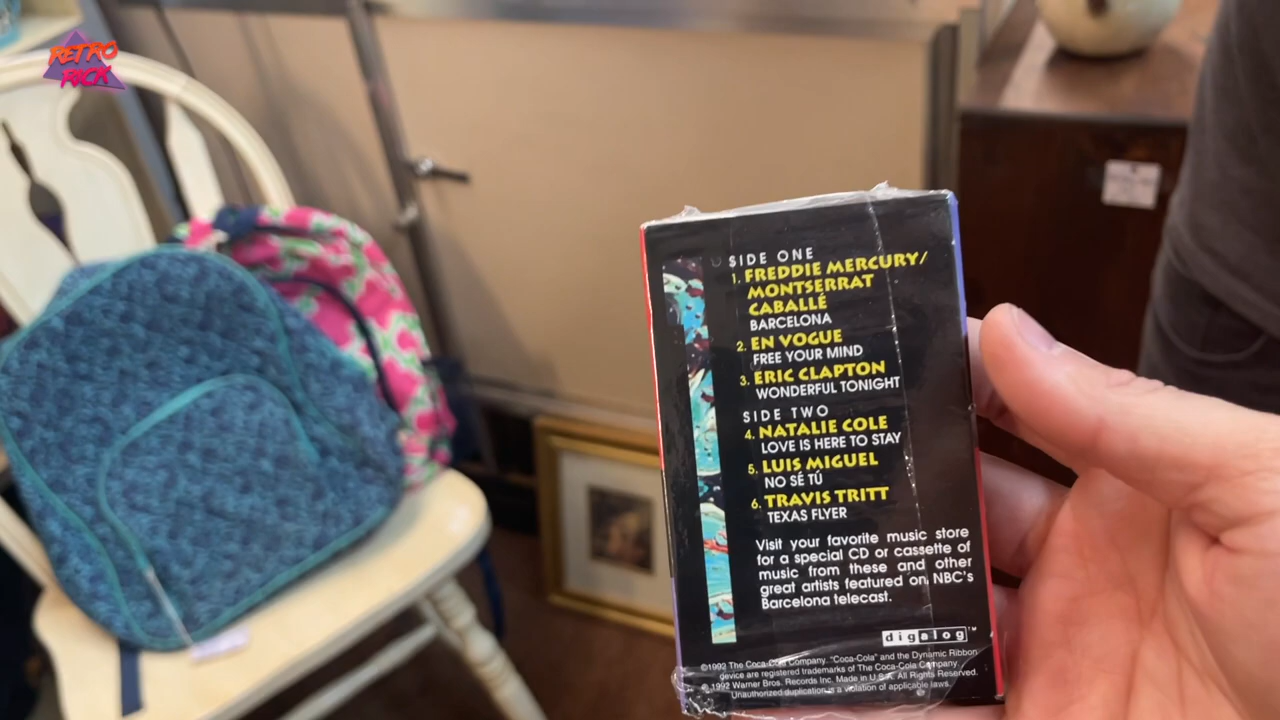 RETRO
RICK
SIDE ONE
1. FREDDIE MERCURY/
MONTSERRAT
CABALLÉ
BARCELONA
2. EN VOGUE
FREE YOUR MIND
3. ERIC CLAPTON
WONDERFUL TONIGHT
SIDE TWO
4. NATALIE COLE
LOVE IS HERE TO STAY
5. LUIS MIGUEL
NO SÉ TÚ
6. TRAVIS TRITT
TEXAS FLYER
Visit your favorite music store
for a special CD or cassette of
music from these and other
great artists featured on NBC's
Barcelona telecast.
digalog™
©1992 The Coca-Cola Company. "Coca-Cola" and the Dynamic Ribbon
device are registered trademarks of The Coca-Cola Company.
℗ 1992 Warner Bros. Records Inc. Made in U.S.A. All Rights Reserved.
Unauthorized duplication is a violation of applicable laws.